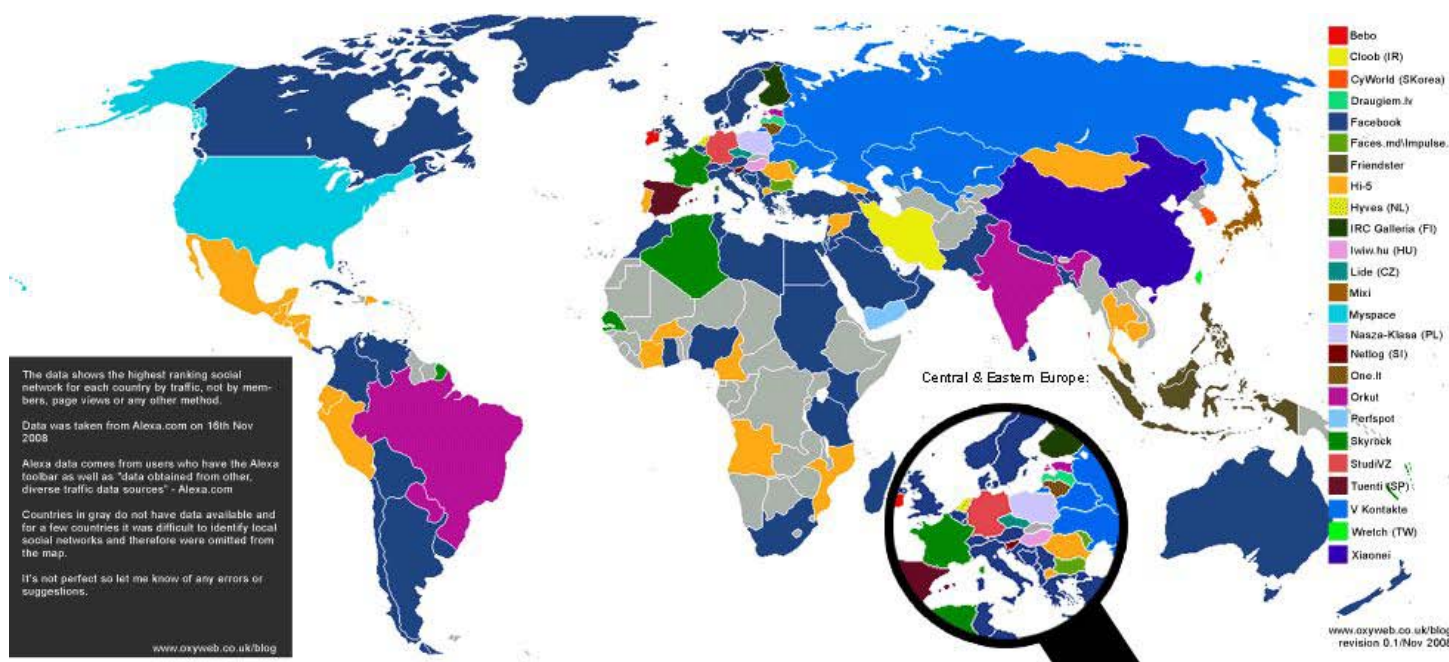 Bebo
Cloob (IR)
CyWorld (SKorea)
Draugiem.lv
Facebook
Faces.md\Impulse.
Friendster
Hi-5
Hyves (NL)
IRC Galleria (FI)
Iwiw.hu (HU)
Lide (CZ)
Mixi
Myspace
Nasza-Klasa (PL)
Netlog (SI)
One.lt
Orkut
Perfspot
Skyrock
StudiVZ
Tuenti (SP)
V Kontakte
Wretch (TW)
Xiaonei
The data shows the highest ranking social
network for each country by traffic, not by mem-
bers, page views or any other method.
Data was taken from Alexa.com on 16th Nov
2008
Alexa data comes from users who have the Alexa
toolbar as well as "data obtained from other,
diverse traffic data sources" - Alexa.com
Countries in gray do not have data available and
for a few countries it was difficult to identify local
social networks and therefore were omitted from
the map.
It's not perfect so let me know of any errors or
suggestions.
www.oxyweb.co.uk/blog
Central & Eastern Europe:
www.oxyweb.co.uk/blog
revision 0.1/Nov 2008